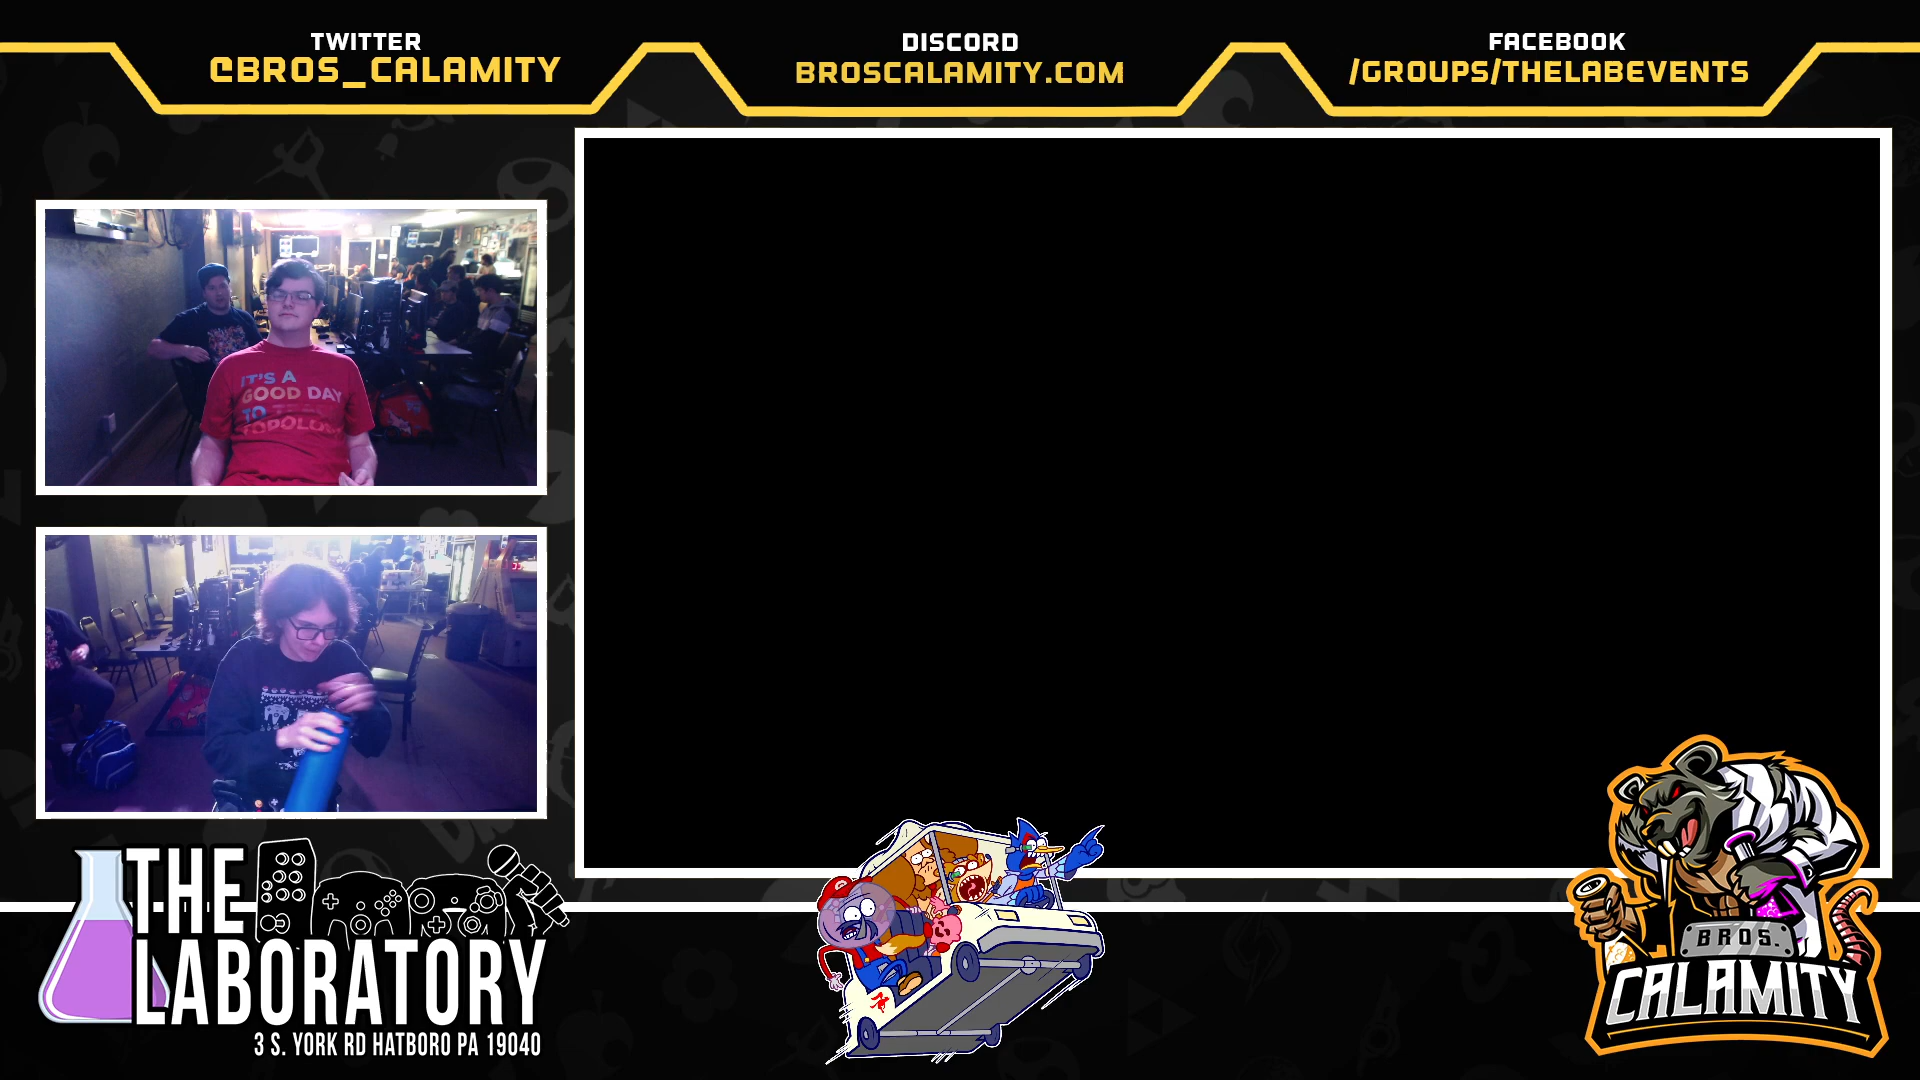 TWITTER
@BROS_CALAMITY
DISCORD
BROSCALAMITY.COM
FACEBOOK
/GROUPS/THELABEVENTS
IT'S A
GOOD DAY
TO
THE
LABORATORY
3 S. YORK RD HATBORO PA 19040
BROS.
CALAMITY